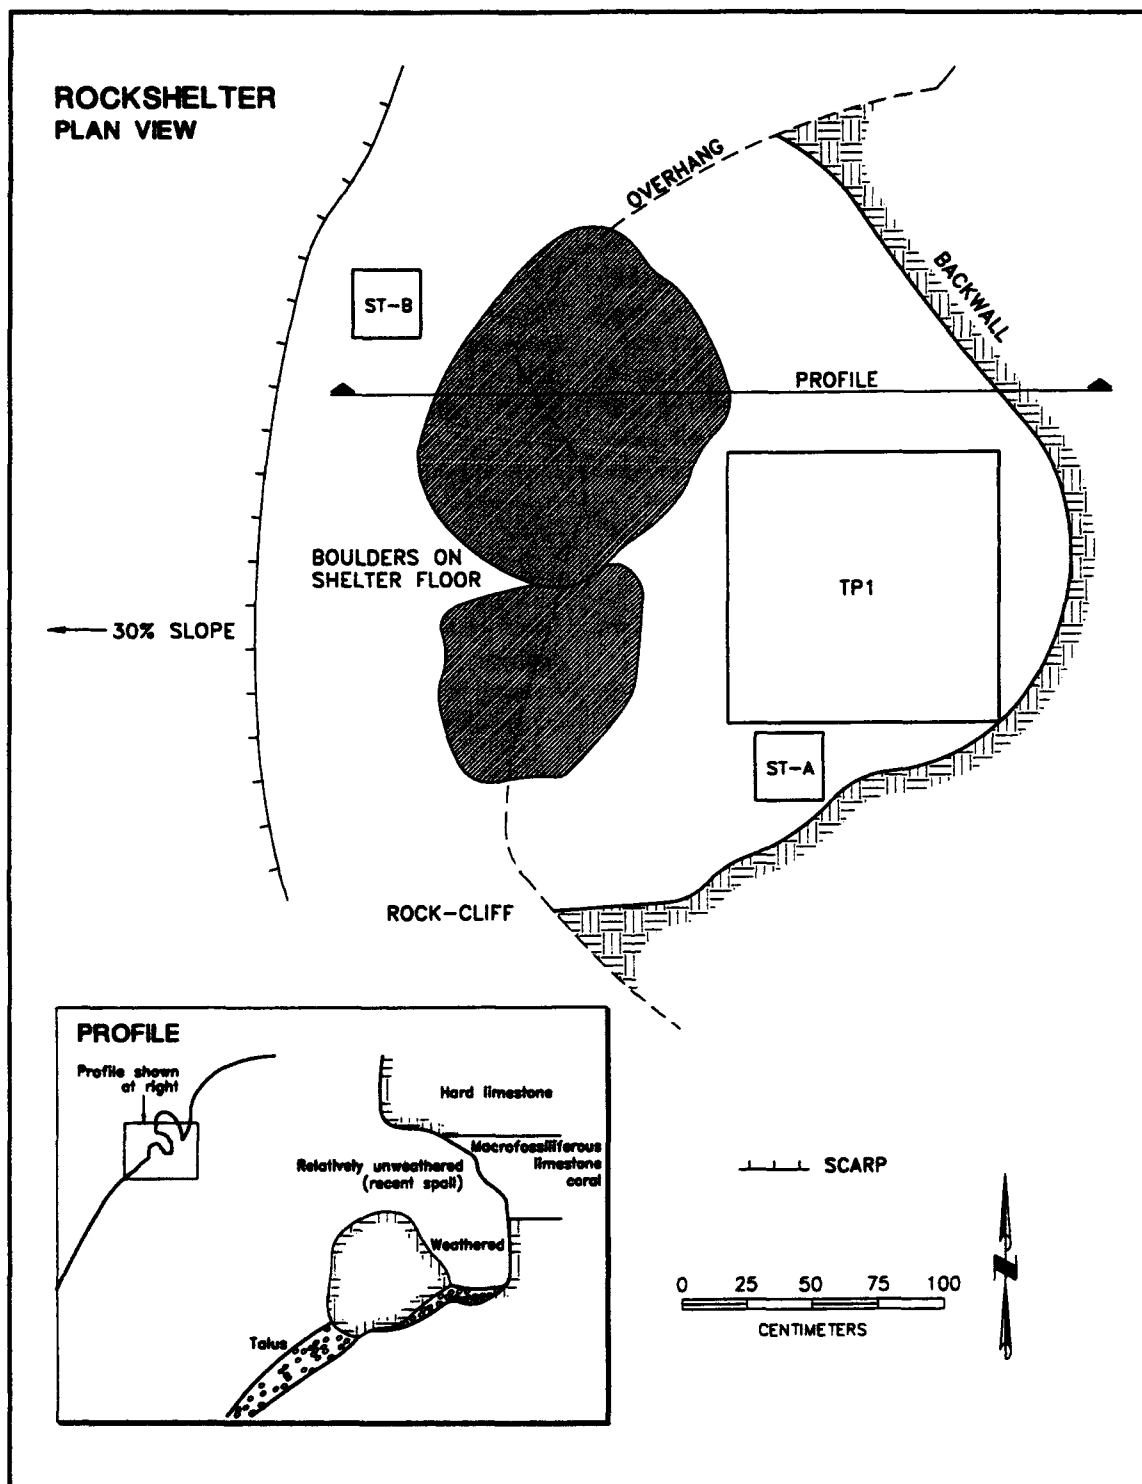 ROCKSHELTER
PLAN VIEW
OVERHANG
BACKWALL
ST-B
PROFILE
BOULDERS ON
SHELTER FLOOR
TP1
30% SLOPE
ST-A
ROCK-CLIFF
PROFILE
Profile shown
at right
Hard limestone
Macrofossiliferous
limestone
coral
Relatively unweathered
(recent spall)
Weathered
Talus
SCARP
N
0 25 50 75 100
CENTIMETERS